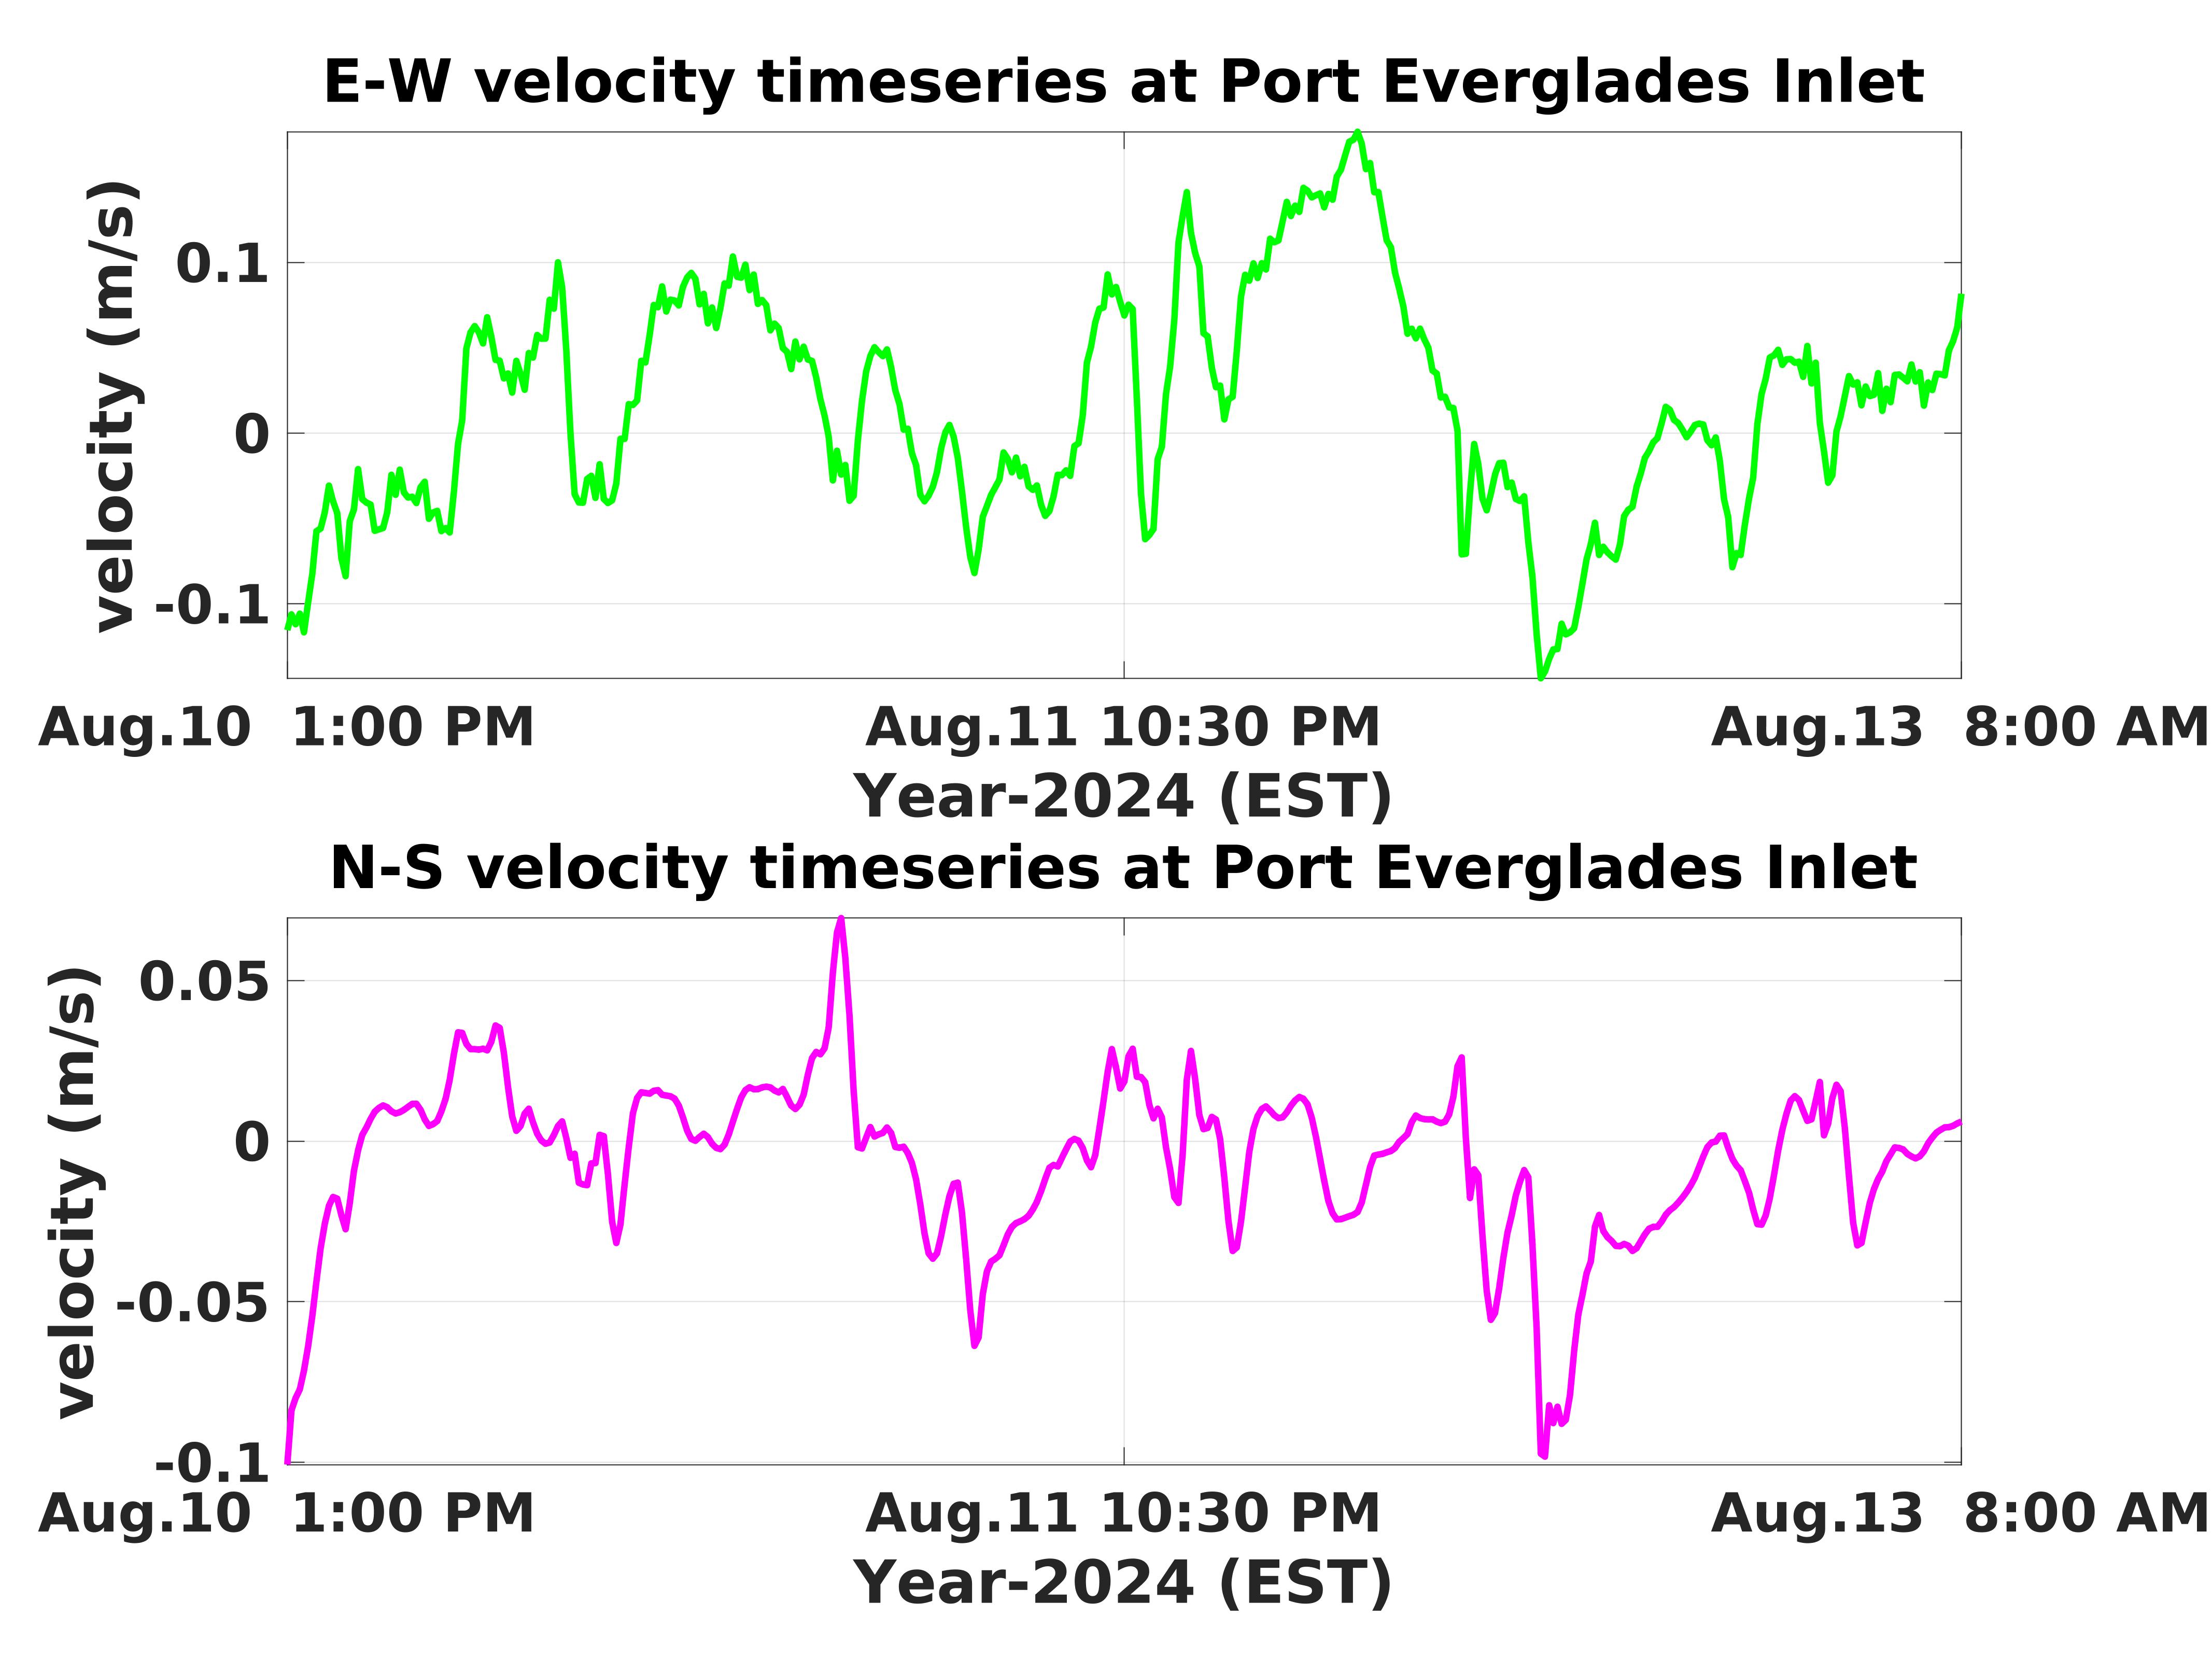 E-W velocity timeseries at Port Everglades Inlet
velocity (m/s)
0.1
0
-0.1
Aug.10  1:00 PM
Aug.11 10:30 PM
Aug.13  8:00 AM
Year-2024 (EST)
N-S velocity timeseries at Port Everglades Inlet
velocity (m/s)
0.05
0
-0.05
-0.1
Aug.10  1:00 PM
Aug.11 10:30 PM
Aug.13  8:00 AM
Year-2024 (EST)